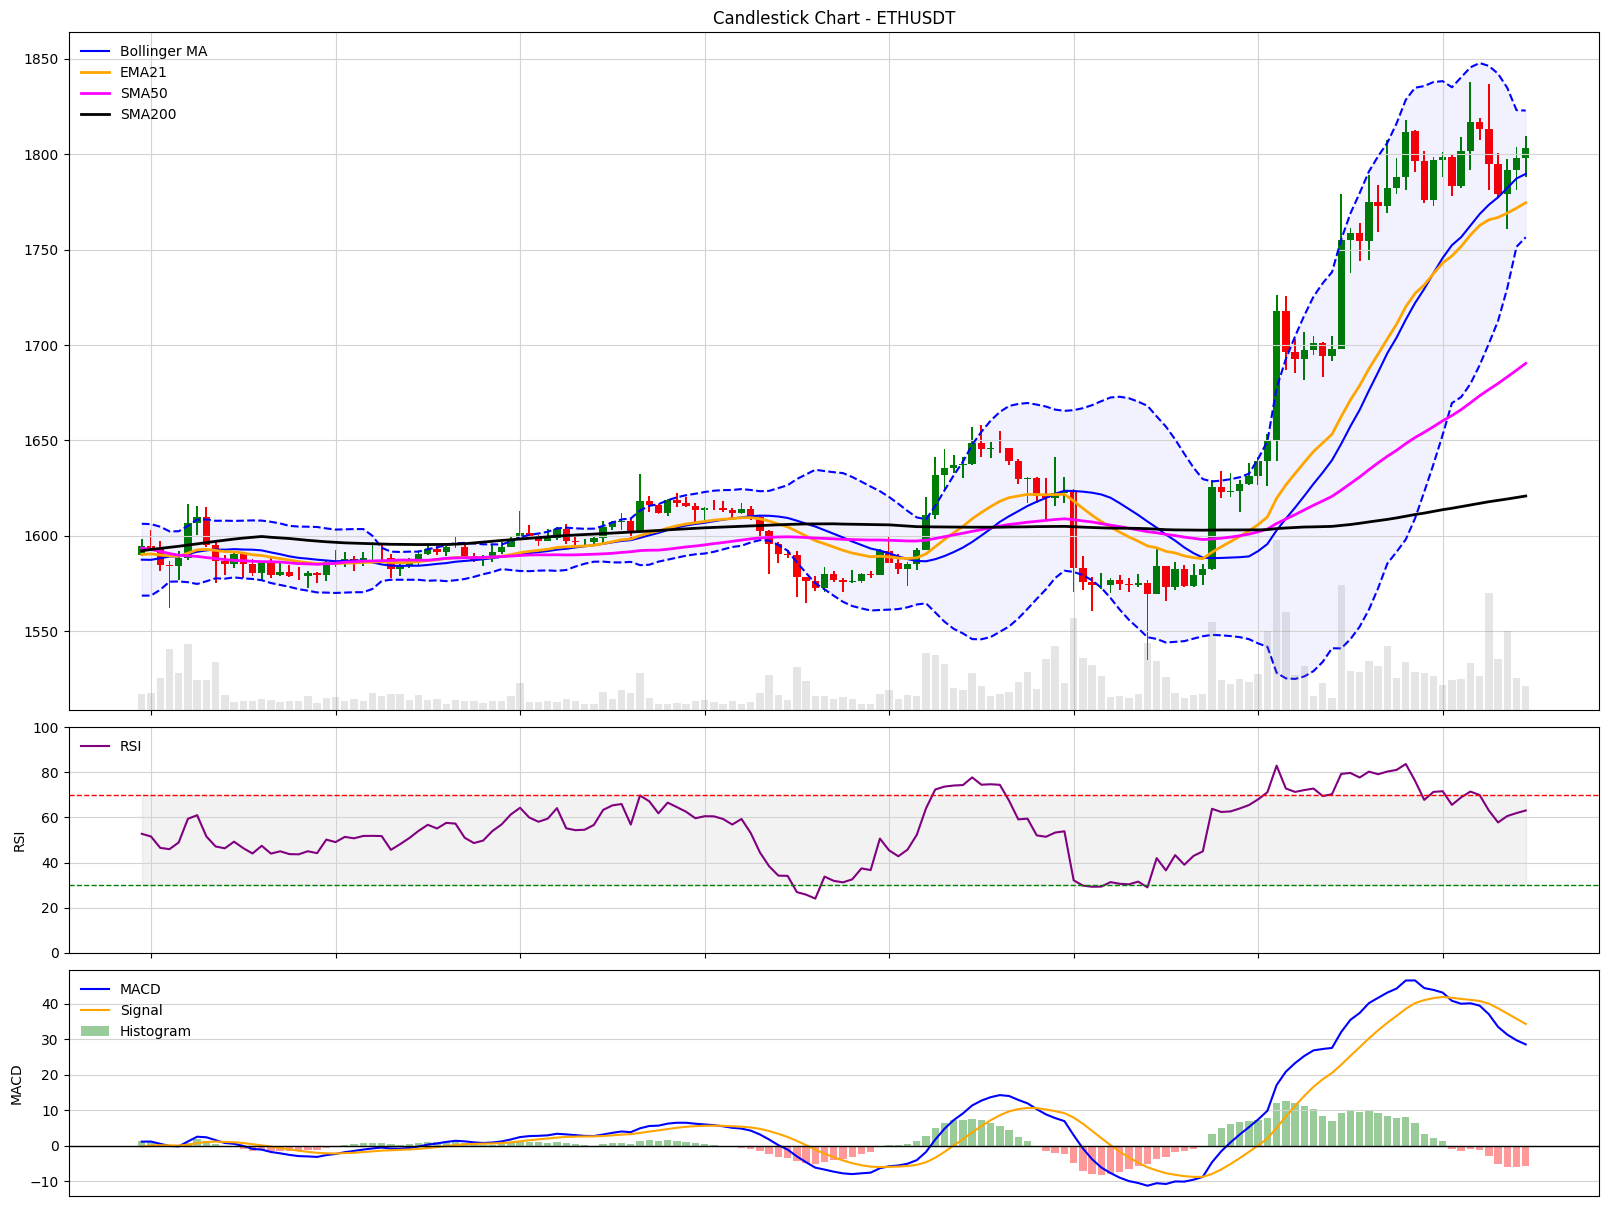 Candlestick Chart - ETHUSDT
Bollinger MA
EMA21
SMA50
SMA200
1850
1800
1750
1700
1650
1600
1550
RSI
100
80
60
40
20
0
RSI
MACD
Signal
Histogram
40
30
20
10
0
−10
MACD